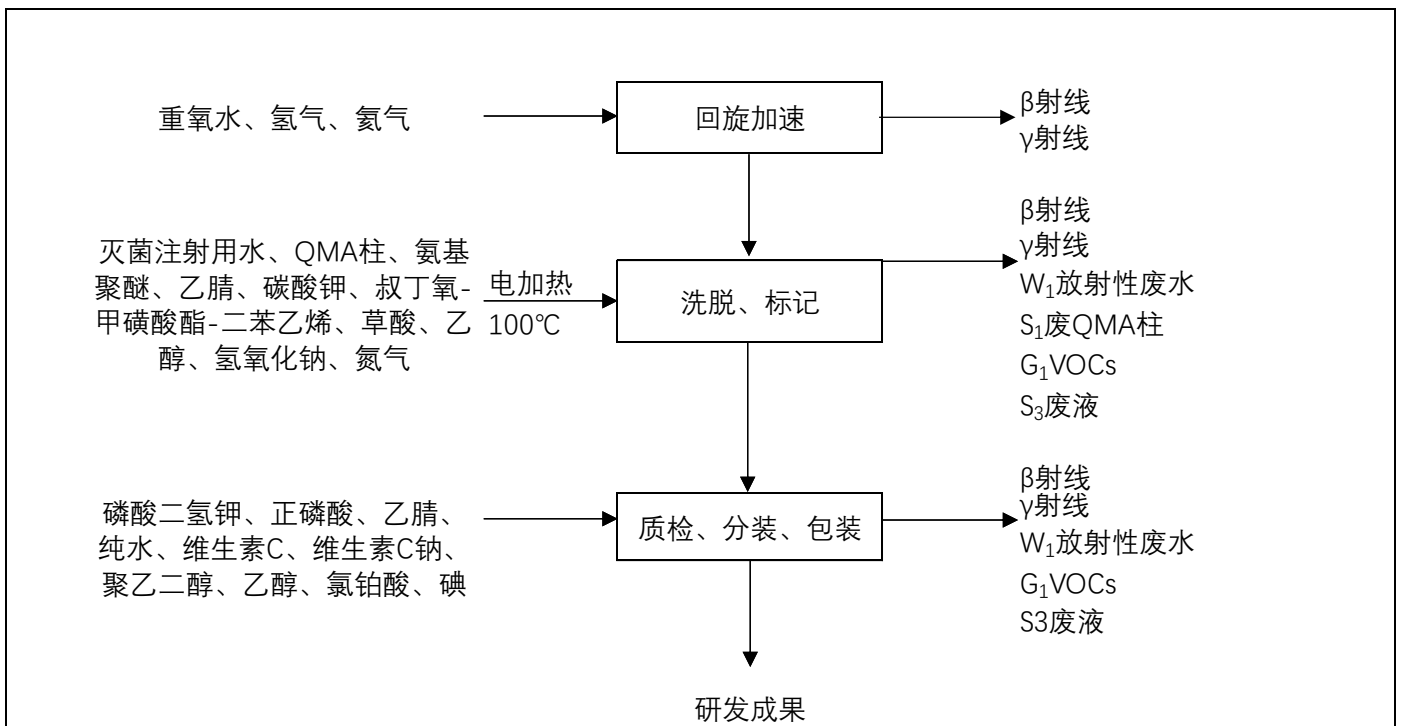 重氧水、氢气、氦气
回旋加速
β射线
γ射线
灭菌注射用水、QMA柱、氨基
聚醚、乙腈、碳酸钾、叔丁氧-
甲磺酸酯-二苯乙烯、草酸、乙
醇、氢氧化钠、氮气
电加热
100℃
洗脱、标记
β射线
γ射线
W₁放射性废水
S₁废QMA柱
G₁VOCs
S₃废液
磷酸二氢钾、正磷酸、乙腈、
纯水、维生素C、维生素C钠、
聚乙二醇、乙醇、氯铂酸、碘
质检、分装、包装
β射线
γ射线
W₁放射性废水
G₁VOCs
S3废液
研发成果